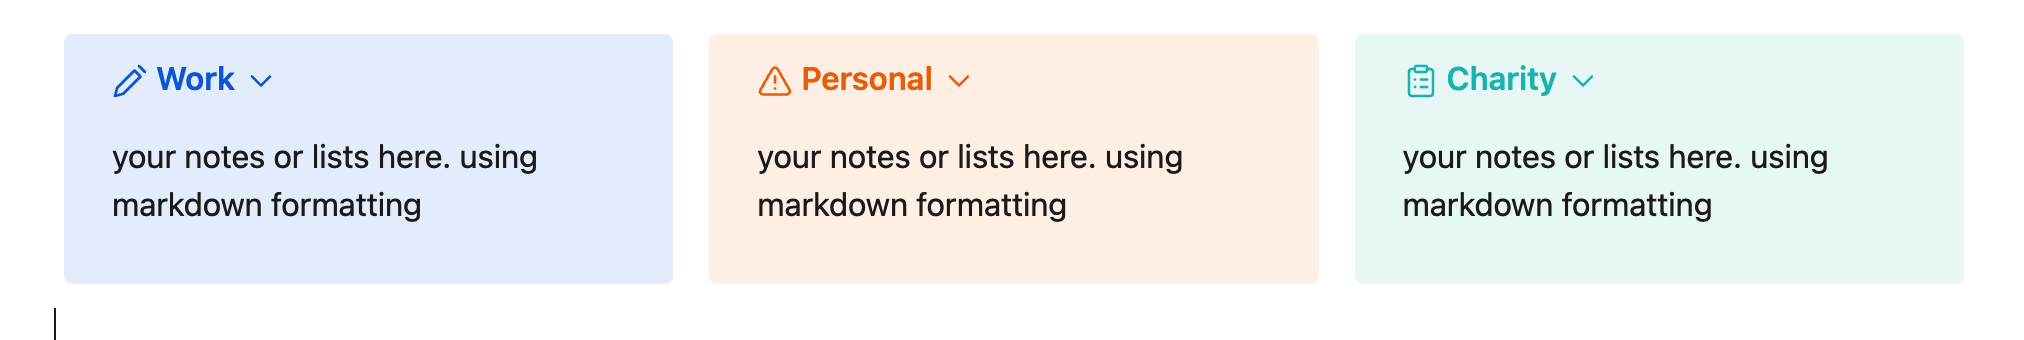 Work
your notes or lists here. using
markdown formatting
Personal
your notes or lists here. using
markdown formatting
Charity
your notes or lists here. using
markdown formatting